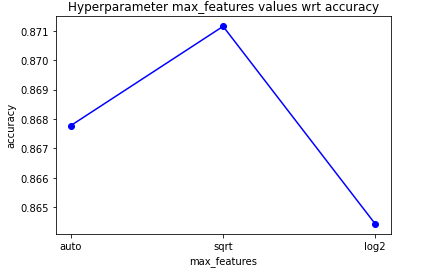 Hyperparameter max_features values wrt accuracy
0.871
0.870
0.869
0.868
0.867
0.866
0.865
accuracy
auto sqrt log2
max_features